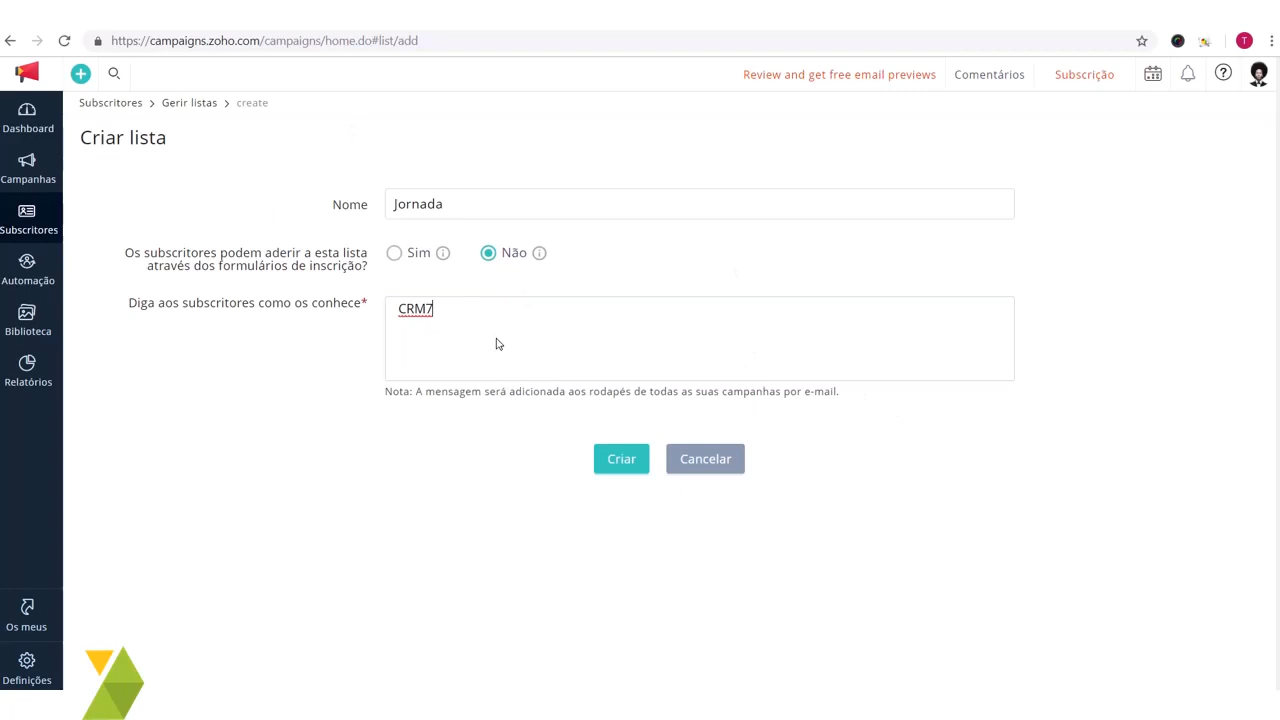 https://campaigns.zoho.com/campaigns/home.do#list/add
T
Review and get free email previews
Comentários
Subscrição
Subscritores > Gerir listas > create
Criar lista
Dashboard
Campanhas
Subscritores
Automação
Biblioteca
Relatórios
Os meus
Definições
Nome
Jornada
Os subscritores podem aderir a esta lista
através dos formulários de inscrição?
Sim
Não
Diga aos subscritores como os conhece*
CRM7
Nota: A mensagem será adicionada aos rodapés de todas as suas campanhas por e-mail.
Criar
Cancelar